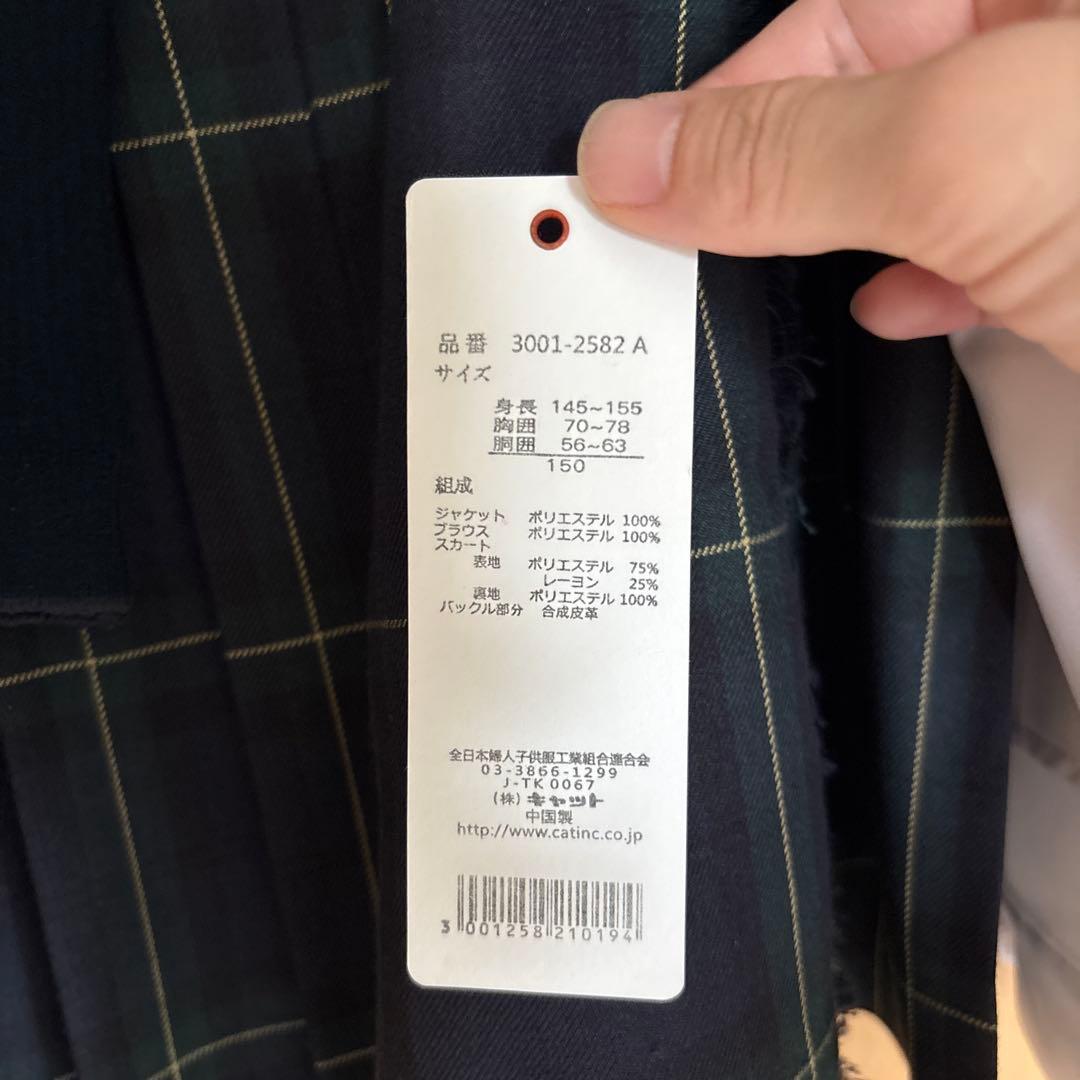 品番 3001-2582 A
サイズ
身長 145~155
胸囲 70~78
胴囲 56~63
150
組成
ジャケット ポリエステル 100%
ブラウス ポリエステル 100%
スカート
表地 ポリエステル 75%
レーヨン 25%
裏地 ポリエステル 100%
バックル部分 合成皮革
全日本婦人子供服工業組合連合会
03-3866-1299
J-TK 0067
(株) キャット
中国製
http://www.catinc.co.jp
3 001258 210194